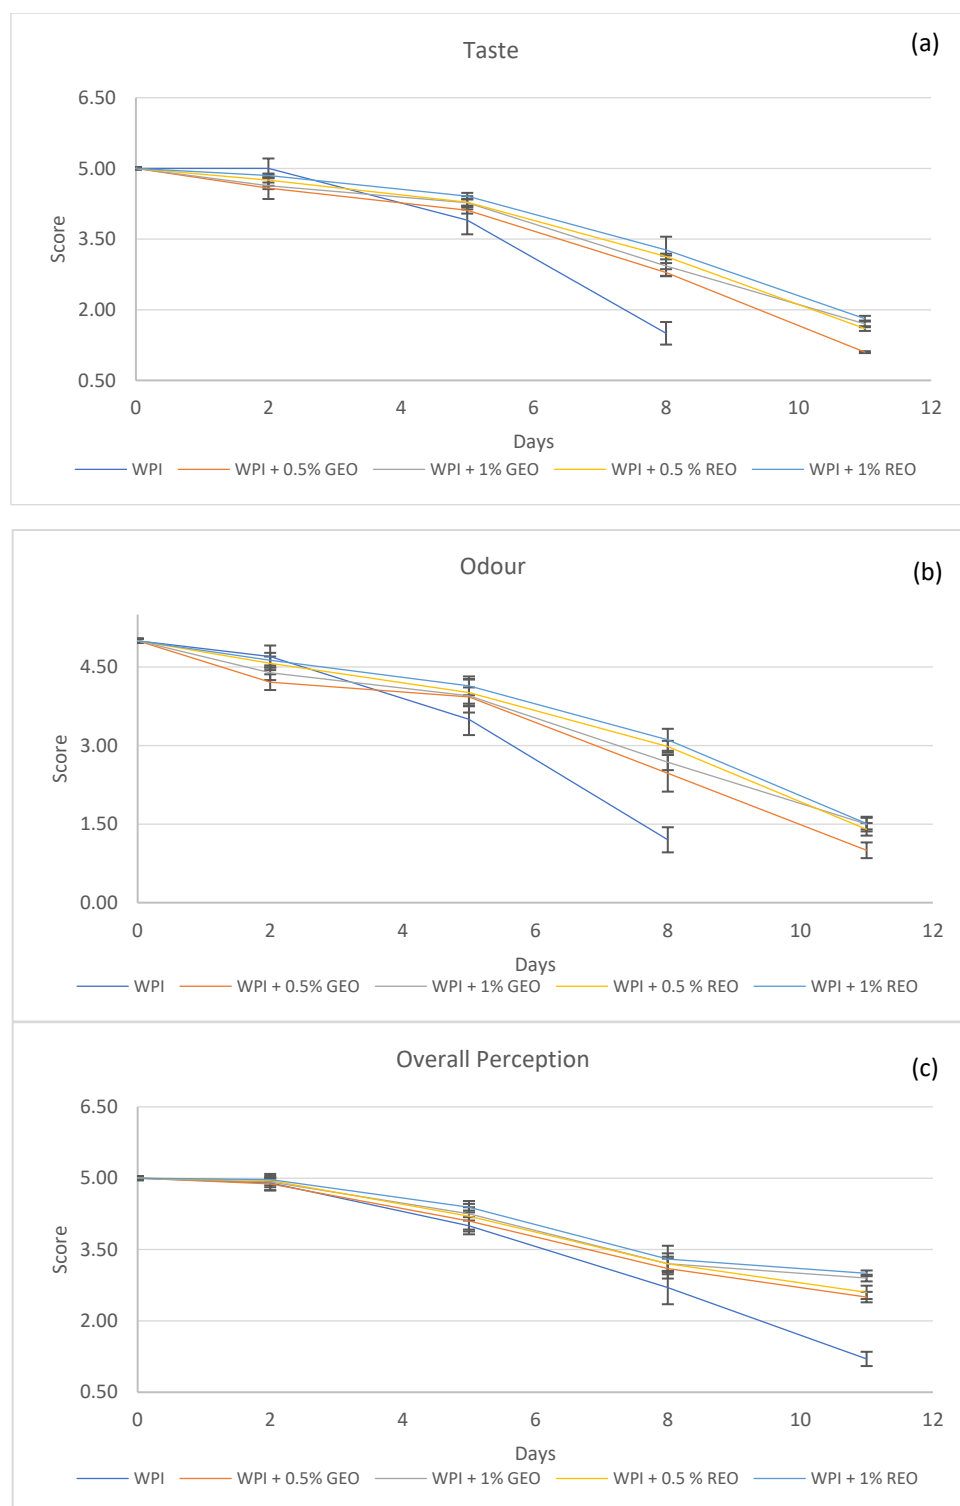 Taste
(a)
6.50
5.00
3.50
2.00
0.50
Score
0 2 4 6 8 10 12
Days
WPI WPI + 0.5% GEO WPI + 1% GEO WPI + 0.5 % REO WPI + 1% REO
Odour
(b)
4.50
3.00
1.50
0.00
Score
0 2 4 6 8 10 12
Days
WPI WPI + 0.5% GEO WPI + 1% GEO WPI + 0.5 % REO WPI + 1% REO
Overall Perception
(c)
6.50
5.00
3.50
2.00
0.50
Score
0 2 4 6 8 10 12
Days
WPI WPI + 0.5% GEO WPI + 1% GEO WPI + 0.5 % REO WPI + 1% REO